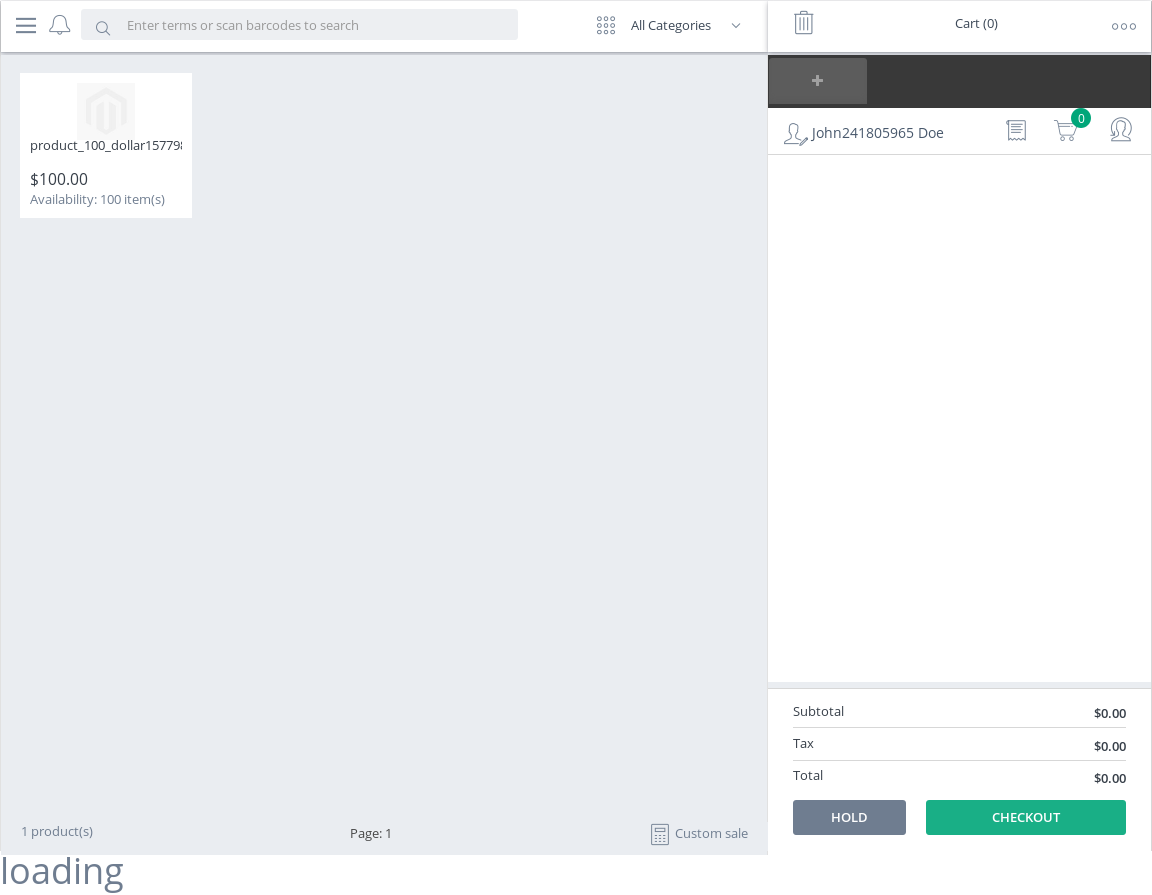 Enter terms or scan barcodes to search
All Categories
Cart (0)
product_100_dollar15779
$100.00
Availability: 100 item(s)
John241805965 Doe
0
Subtotal $0.00
Tax $0.00
Total $0.00
HOLD CHECKOUT
1 product(s)
Page: 1
Custom sale
loading